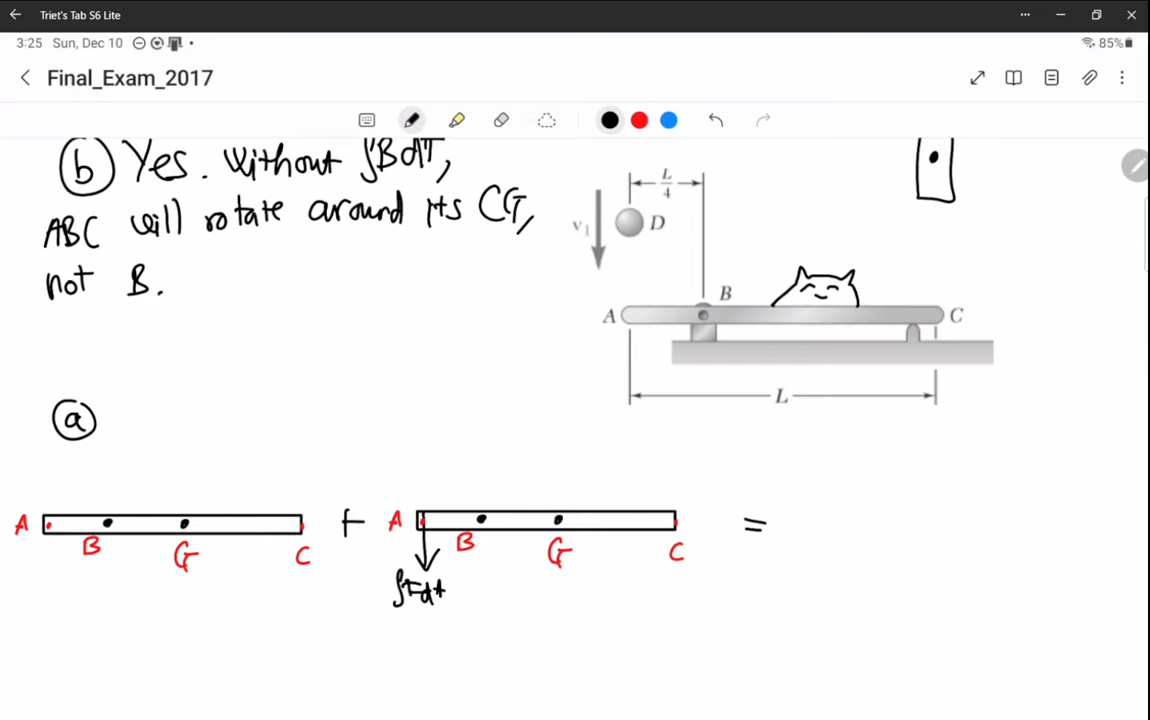 Triet's Tab S6 Lite
3:25 Sun, Dec 10 85%
Final_Exam_2017
(b) Yes. Without ∫Bdt,
ABC will rotate around its CG,
not B.
L/4
v1 D
B
A C
L
(a)
A B G C + A B G C =
∫Fdt